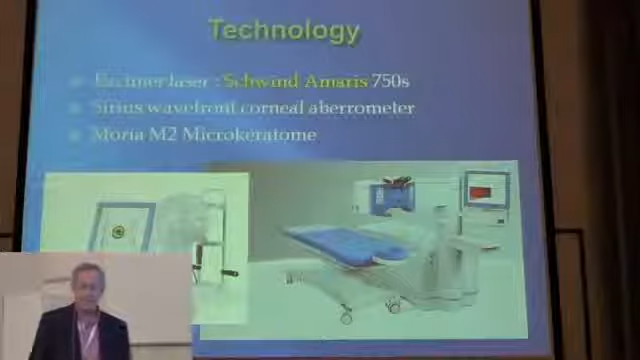 Technology
Excimer laser : Schwind Amaris 750s
Sirius wavefront corneal aberrometer
Moria M2 Microkeratome